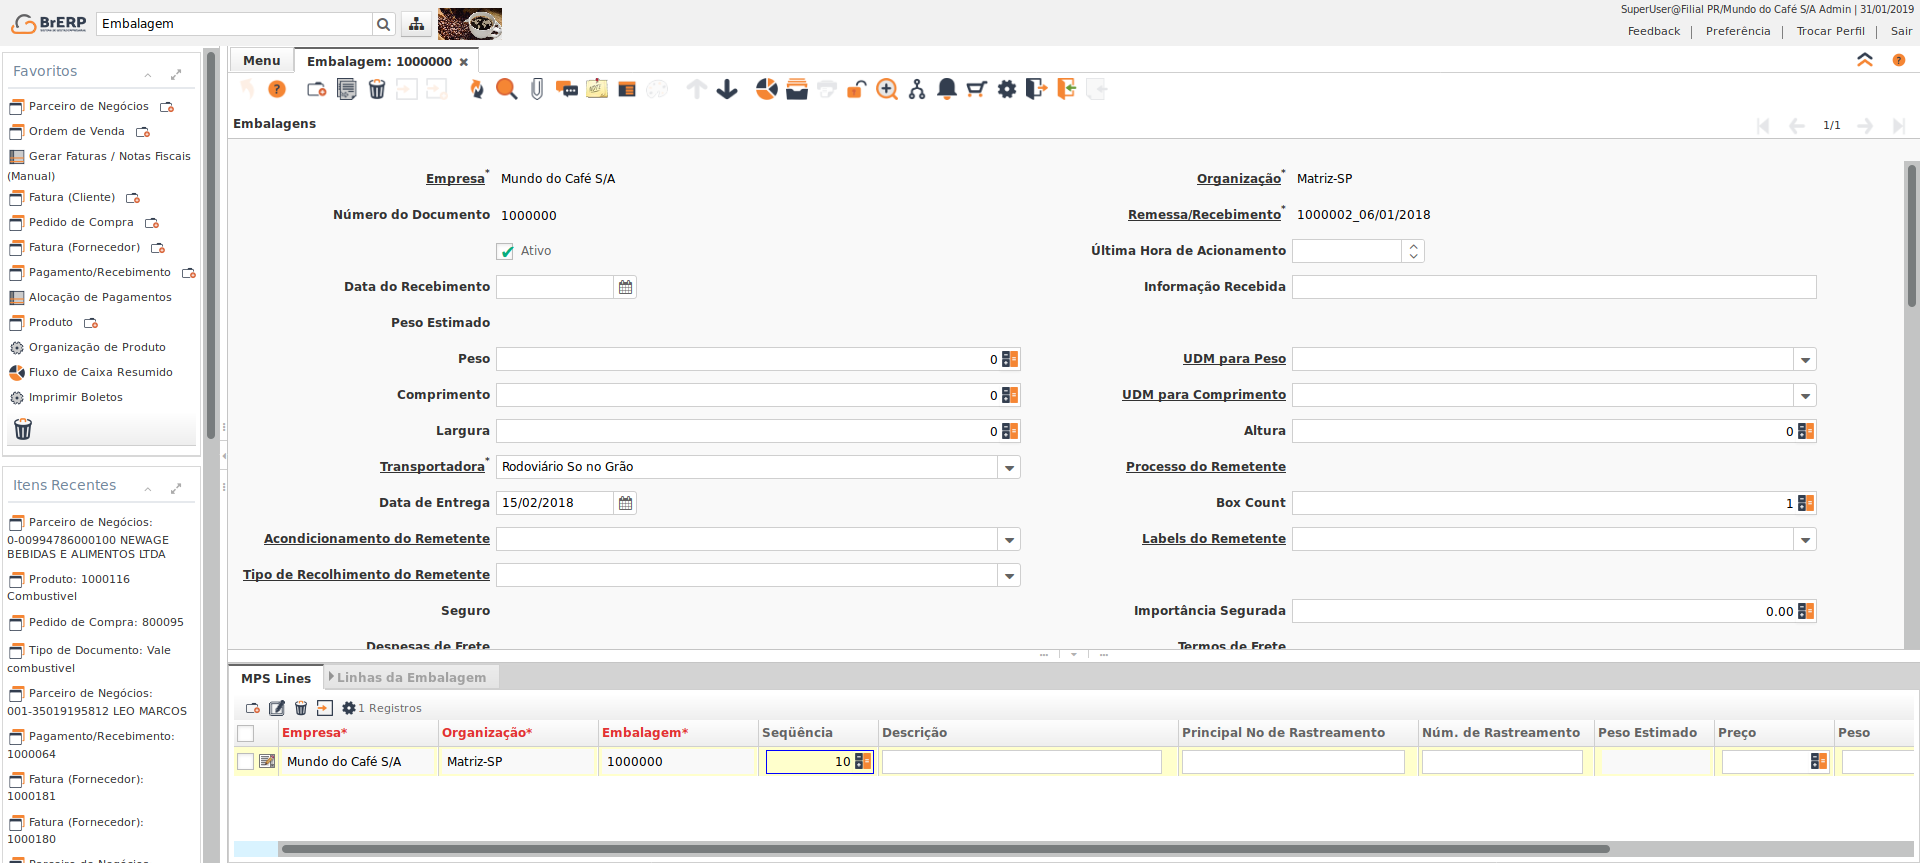 BrERP
Embalagem
SuperUser@Filial PR/Mundo do Café S/A Admin | 31/01/2019
Feedback | Preferência | Trocar Perfil | Sair
Favoritos
Parceiro de Negócios
Ordem de Venda
Gerar Faturas / Notas Fiscais
(Manual)
Fatura (Cliente)
Pedido de Compra
Fatura (Fornecedor)
Pagamento/Recebimento
Alocação de Pagamentos
Produto
Organização de Produto
Fluxo de Caixa Resumido
Imprimir Boletos
Itens Recentes
Parceiro de Negócios:
0-00994786000100 NEWAGE
BEBIDAS E ALIMENTOS LTDA
Produto: 1000116
Combustivel
Pedido de Compra: 800095
Tipo de Documento: Vale
combustivel
Parceiro de Negócios:
001-35019195812 LEO MARCOS
Pagamento/Recebimento:
1000064
Fatura (Fornecedor):
1000181
Fatura (Fornecedor):
1000180
Parceiro de Negócios
Menu
Embalagem: 1000000
Embalagens
1/1
Empresa* Mundo do Café S/A
Organização* Matriz-SP
Número do Documento 1000000
Remessa/Recebimento* 1000002_06/01/2018
Ativo
Última Hora de Acionamento
Data do Recebimento
Informação Recebida
Peso Estimado
Peso 0
UDM para Peso
Comprimento 0
UDM para Comprimento
Largura 0
Altura 0
Transportadora* Rodoviário So no Grão
Processo do Remetente
Data de Entrega 15/02/2018
Box Count 1
Acondicionamento do Remetente
Labels do Remetente
Tipo de Recolhimento do Remetente
Seguro
Importância Segurada 0.00
Despesas de Frete
Termos de Frete
MPS Lines
Linhas da Embalagem
1 Registros
Empresa* Organização* Embalagem* Seqüência Descrição Principal No de Rastreamento Núm. de Rastreamento Peso Estimado Preço Peso
Mundo do Café S/A Matriz-SP 1000000 10